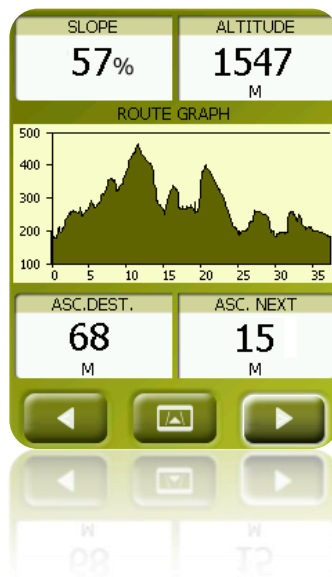 SLOPE ALTITUDE
57% 1547
M
ROUTE GRAPH
500
400
300
200
100
0 5 10 15 20 25 30 35
ASC.DEST. ASC. NEXT
68 15
M M